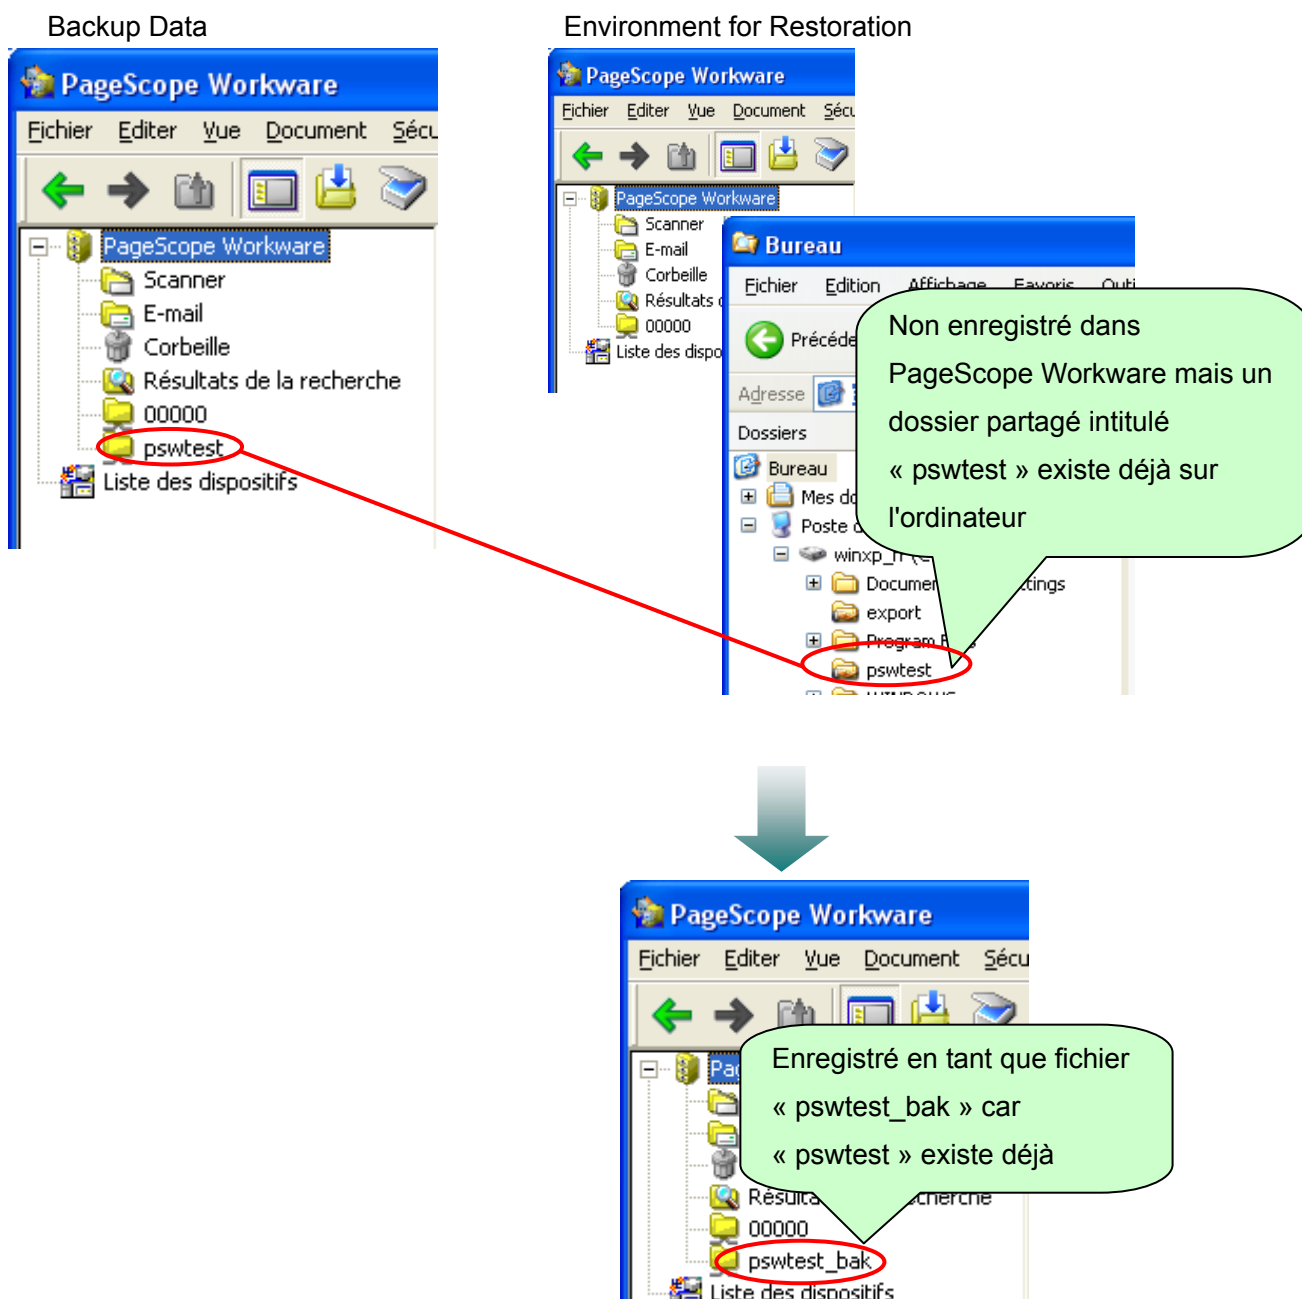 Backup Data
PageScope Workware
Fichier Editer Vue Document Sécu
PageScope Workware
Scanner
E-mail
Corbeille
Résultats de la recherche
00000
pswtest
Liste des dispositifs
Environment for Restoration
PageScope Workware
Fichier Editer Vue Document Sécu
PageScope Workware
Scanner
E-mail
Corbeille
Résultats
00000
Liste des dispo
Bureau
Fichier Edition Affichage Favoris Outi
Précéde
Adresse
Dossiers
Bureau
Mes do
Poste
export
Program
pswtest
WINDOWS
Non enregistré dans
PageScope Workware mais un
dossier partagé intitulé
« pswtest » existe déjà sur
l'ordinateur
PageScope Workware
Fichier Editer Vue Document Sécu
Enregistré en tant que fichier
« pswtest_bak » car
« pswtest » existe déjà
00000
pswtest_bak
Liste des dispositifs